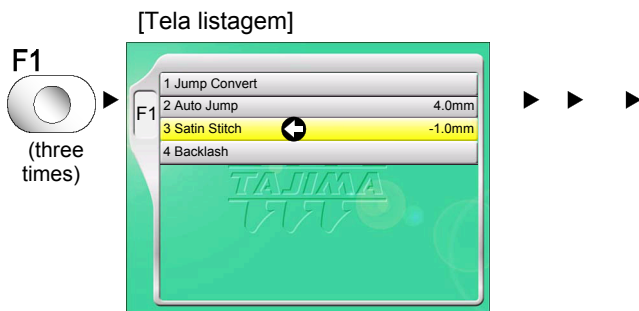 [Tela listagem]
F1
(three
times)
F1
1 Jump Convert
2 Auto Jump 4.0mm
3 Satin Stitch -1.0mm
4 Backlash
TAJIMA